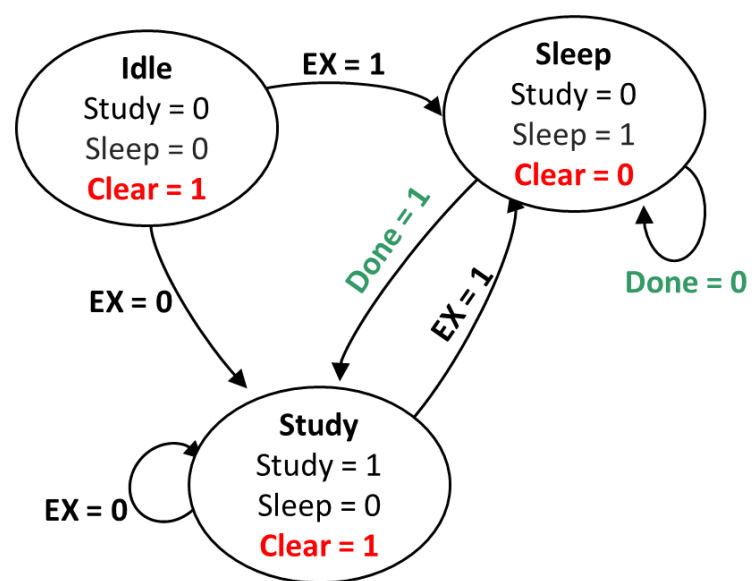 Idle
Study = 0
Sleep = 0
Clear = 1
EX = 1
Sleep
Study = 0
Sleep = 1
Clear = 0
Done = 1
EX = 1
Done = 0
EX = 0
Study
Study = 1
Sleep = 0
Clear = 1
EX = 0